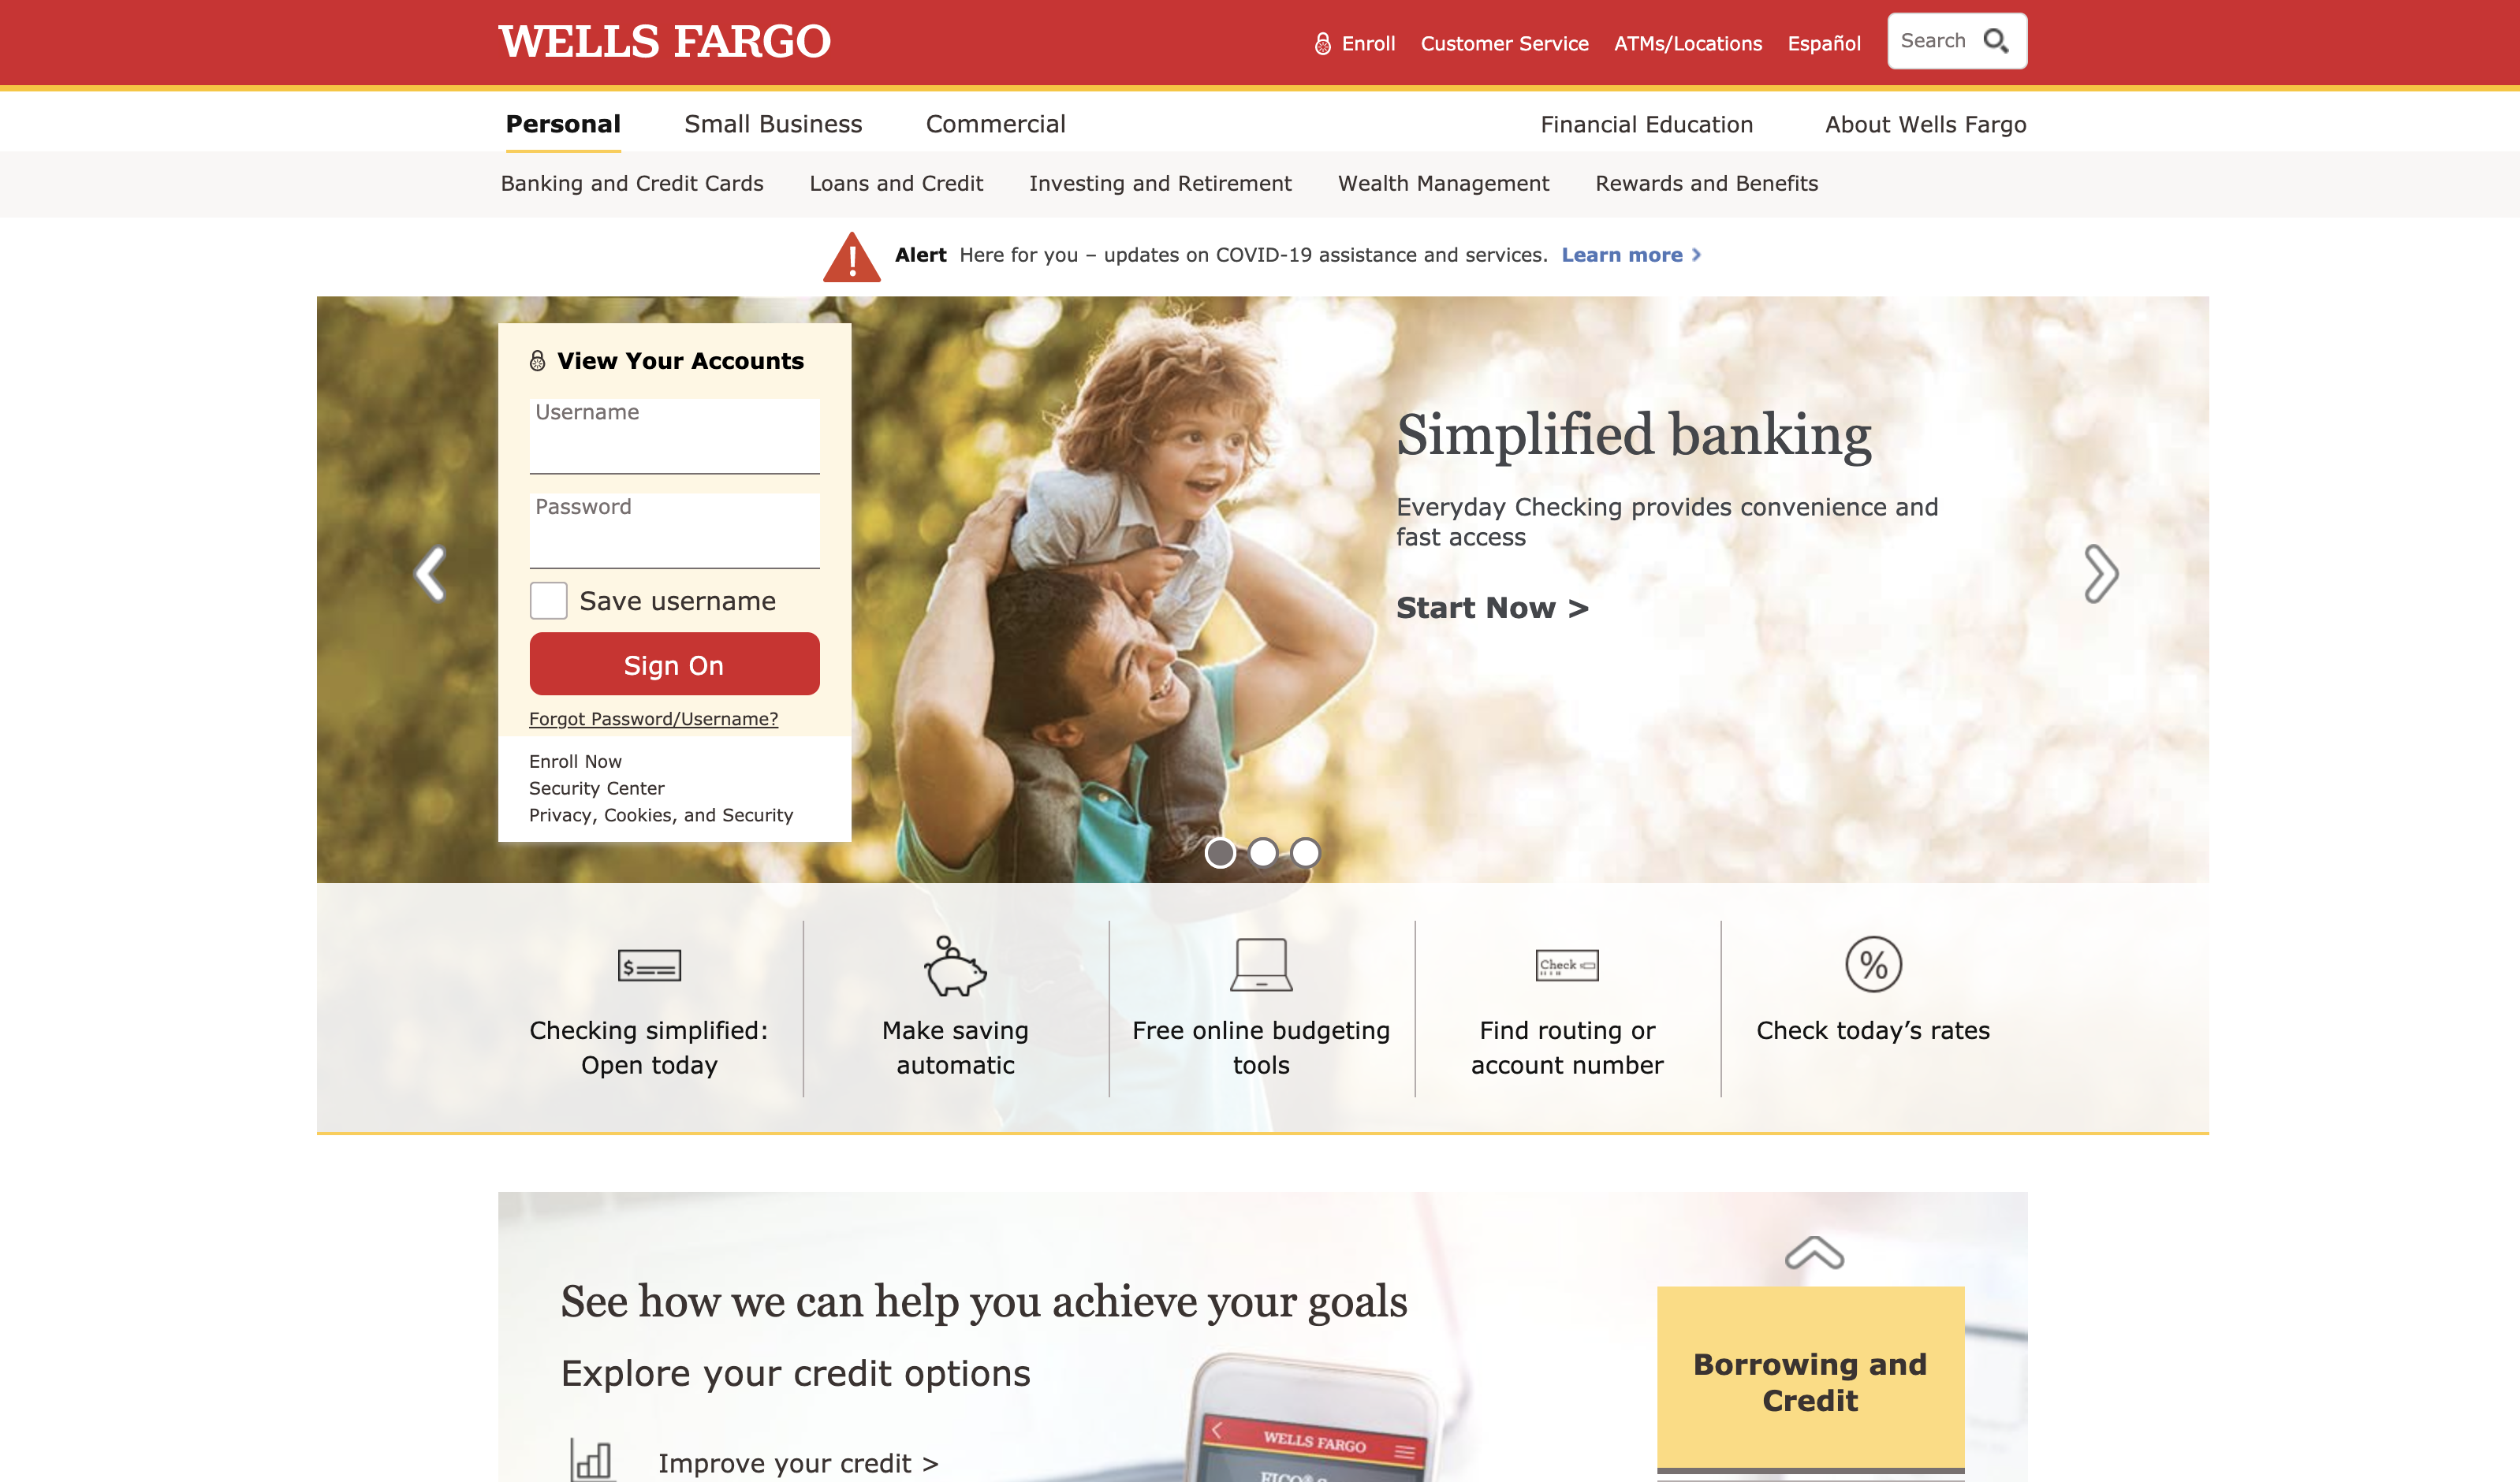 WELLS FARGO
Enroll Customer Service ATMs/Locations Español Search
Personal Small Business Commercial Financial Education About Wells Fargo
Banking and Credit Cards Loans and Credit Investing and Retirement Wealth Management Rewards and Benefits
Alert Here for you – updates on COVID-19 assistance and services. Learn more
View Your Accounts
Username
Password
Save username
Sign On
Forgot Password/Username?
Enroll Now
Security Center
Privacy, Cookies, and Security
Simplified banking
Everyday Checking provides convenience and
fast access
Start Now >
$
Checking simplified:
Open today
Make saving
automatic
Free online budgeting
tools
Check
Find routing or
account number
%
Check today’s rates
See how we can help you achieve your goals
Explore your credit options
Improve your credit >
WELLS FARGO
Borrowing and
Credit